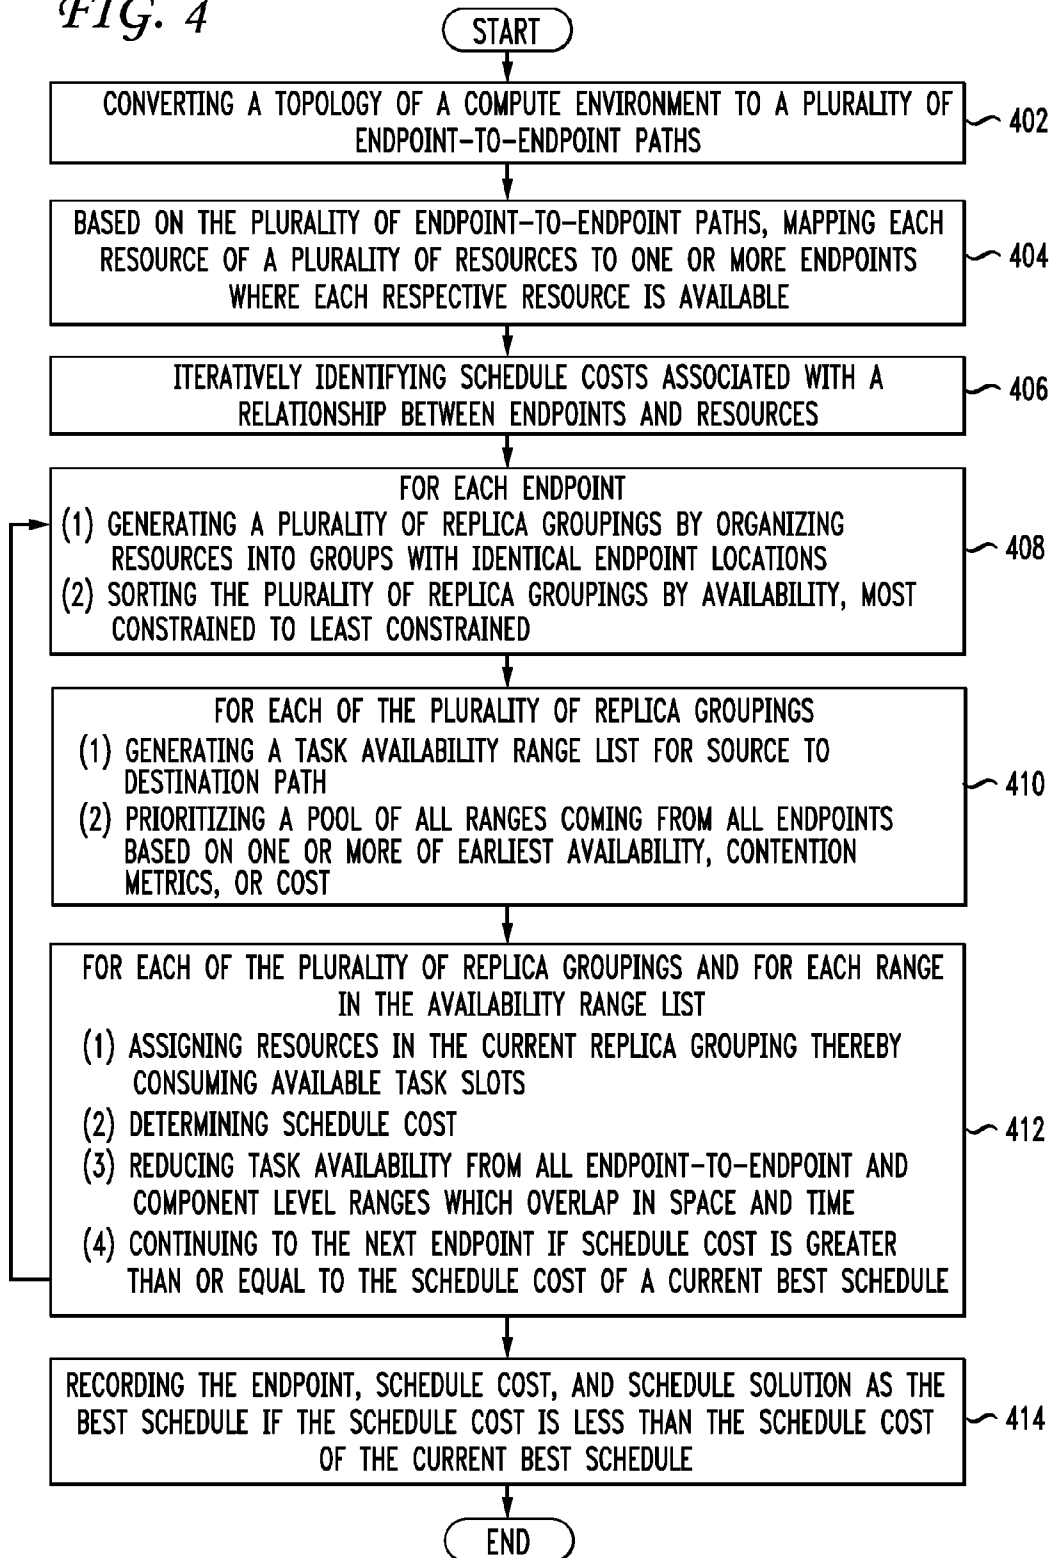 FIG. 4
START
CONVERTING A TOPOLOGY OF A COMPUTE ENVIRONMENT TO A PLURALITY OF
ENDPOINT-TO-ENDPOINT PATHS
402
BASED ON THE PLURALITY OF ENDPOINT-TO-ENDPOINT PATHS, MAPPING EACH
RESOURCE OF A PLURALITY OF RESOURCES TO ONE OR MORE ENDPOINTS
WHERE EACH RESPECTIVE RESOURCE IS AVAILABLE
404
ITERATIVELY IDENTIFYING SCHEDULE COSTS ASSOCIATED WITH A
RELATIONSHIP BETWEEN ENDPOINTS AND RESOURCES
406
FOR EACH ENDPOINT
(1) GENERATING A PLURALITY OF REPLICA GROUPINGS BY ORGANIZING
RESOURCES INTO GROUPS WITH IDENTICAL ENDPOINT LOCATIONS
(2) SORTING THE PLURALITY OF REPLICA GROUPINGS BY AVAILABILITY, MOST
CONSTRAINED TO LEAST CONSTRAINED
408
FOR EACH OF THE PLURALITY OF REPLICA GROUPINGS
(1) GENERATING A TASK AVAILABILITY RANGE LIST FOR SOURCE TO
DESTINATION PATH
(2) PRIORITIZING A POOL OF ALL RANGES COMING FROM ALL ENDPOINTS
BASED ON ONE OR MORE OF EARLIEST AVAILABILITY, CONTENTION
METRICS, OR COST
410
FOR EACH OF THE PLURALITY OF REPLICA GROUPINGS AND FOR EACH RANGE
IN THE AVAILABILITY RANGE LIST
(1) ASSIGNING RESOURCES IN THE CURRENT REPLICA GROUPING THEREBY
CONSUMING AVAILABLE TASK SLOTS
(2) DETERMINING SCHEDULE COST
(3) REDUCING TASK AVAILABILITY FROM ALL ENDPOINT-TO-ENDPOINT AND
COMPONENT LEVEL RANGES WHICH OVERLAP IN SPACE AND TIME
(4) CONTINUING TO THE NEXT ENDPOINT IF SCHEDULE COST IS GREATER
THAN OR EQUAL TO THE SCHEDULE COST OF A CURRENT BEST SCHEDULE
412
RECORDING THE ENDPOINT, SCHEDULE COST, AND SCHEDULE SOLUTION AS THE
BEST SCHEDULE IF THE SCHEDULE COST IS LESS THAN THE SCHEDULE COST
OF THE CURRENT BEST SCHEDULE
414
END